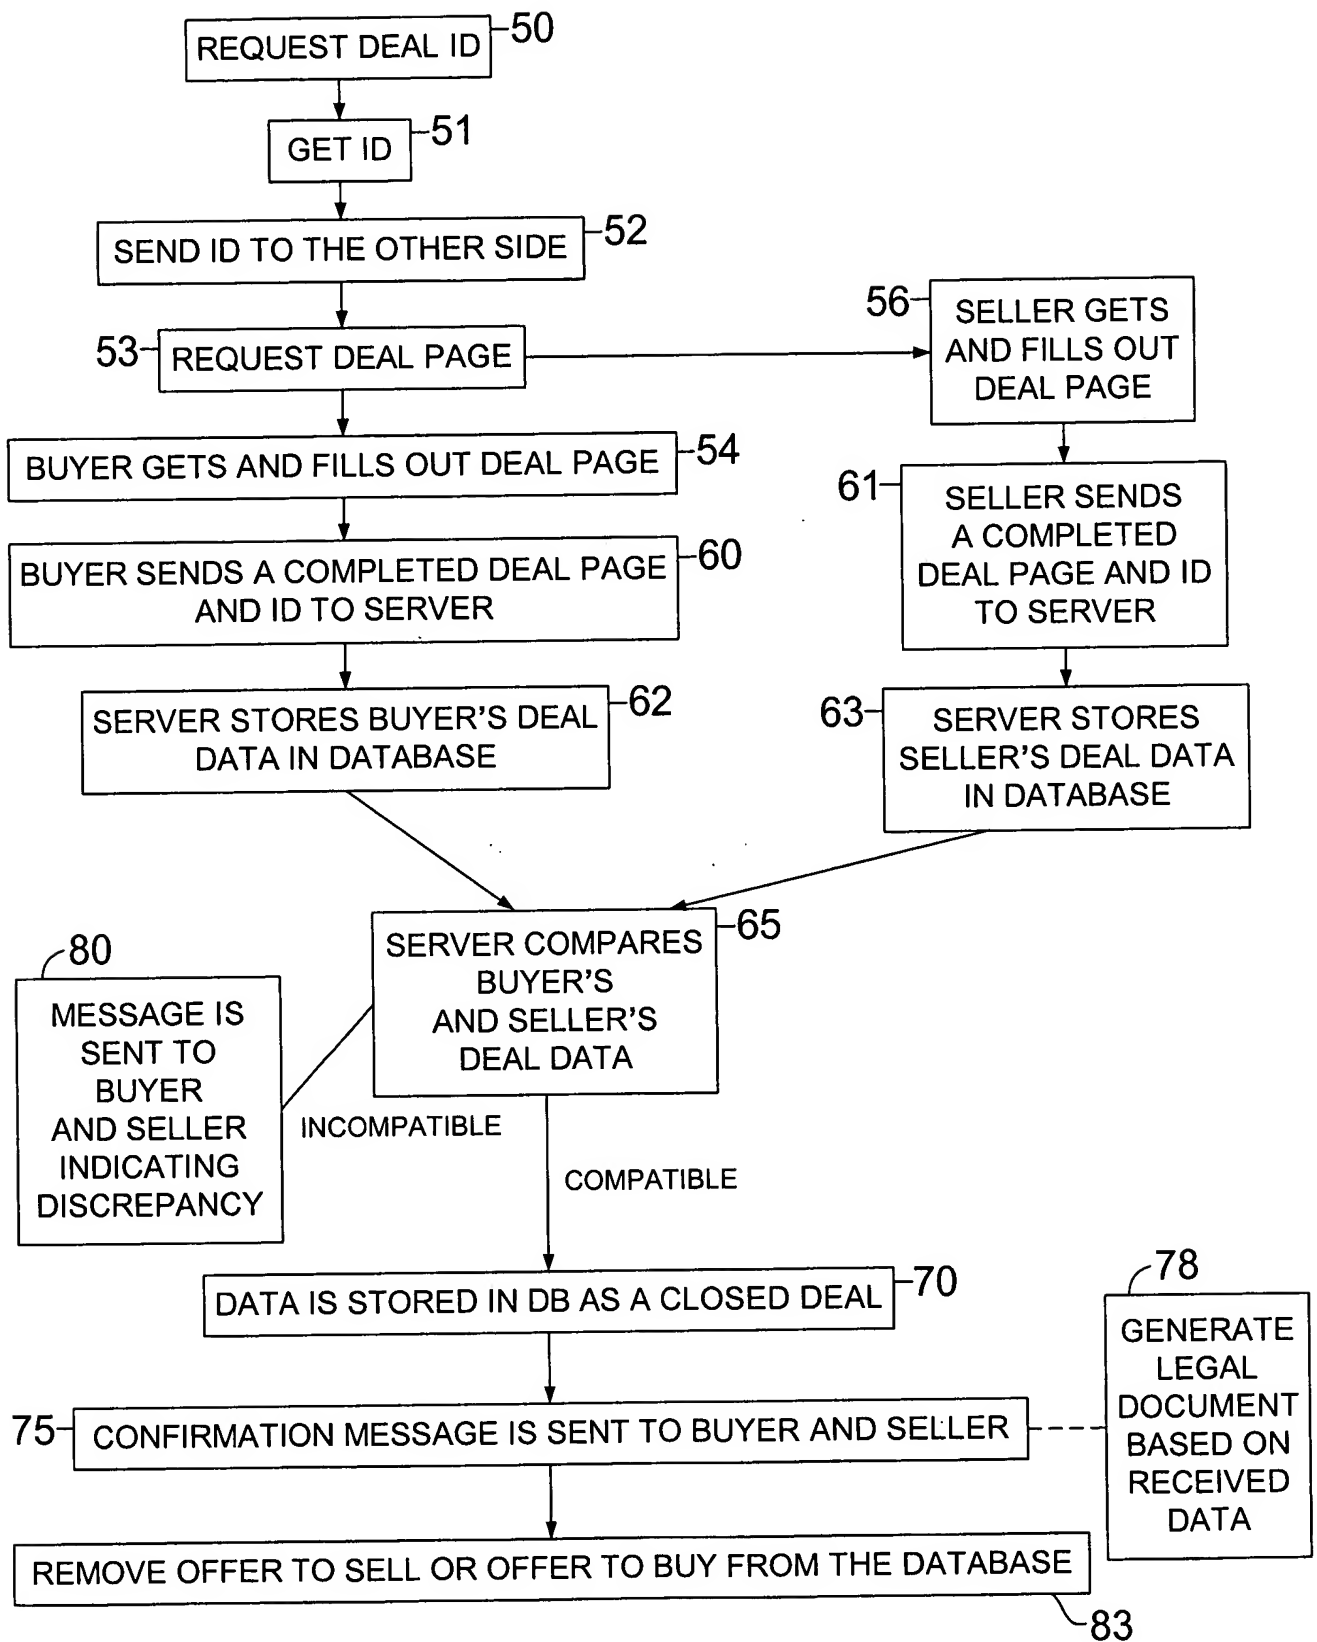 REQUEST DEAL ID
50
GET ID
51
SEND ID TO THE OTHER SIDE
52
53
REQUEST DEAL PAGE
56
SELLER GETS
AND FILLS OUT
DEAL PAGE
BUYER GETS AND FILLS OUT DEAL PAGE
54
61
SELLER SENDS
A COMPLETED
DEAL PAGE AND ID
TO SERVER
BUYER SENDS A COMPLETED DEAL PAGE
AND ID TO SERVER
60
SERVER STORES BUYER'S DEAL
DATA IN DATABASE
62
63
SERVER STORES
SELLER'S DEAL DATA
IN DATABASE
SERVER COMPARES
BUYER'S
AND SELLER'S
DEAL DATA
65
80
MESSAGE IS
SENT TO
BUYER
AND SELLER
INDICATING
DISCREPANCY
INCOMPATIBLE
COMPATIBLE
DATA IS STORED IN DB AS A CLOSED DEAL
70
78
GENERATE
LEGAL
DOCUMENT
BASED ON
RECEIVED
DATA
75
CONFIRMATION MESSAGE IS SENT TO BUYER AND SELLER
REMOVE OFFER TO SELL OR OFFER TO BUY FROM THE DATABASE
83